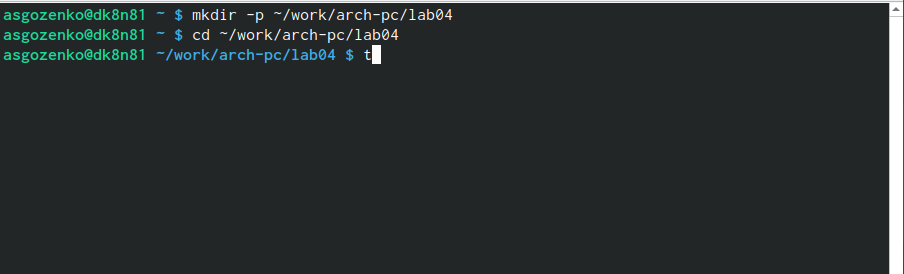 asgozenko@dk8n81 ~ $ mkdir -p ~/work/arch-pc/lab04
asgozenko@dk8n81 ~ $ cd ~/work/arch-pc/lab04
asgozenko@dk8n81 ~/work/arch-pc/lab04 $ t